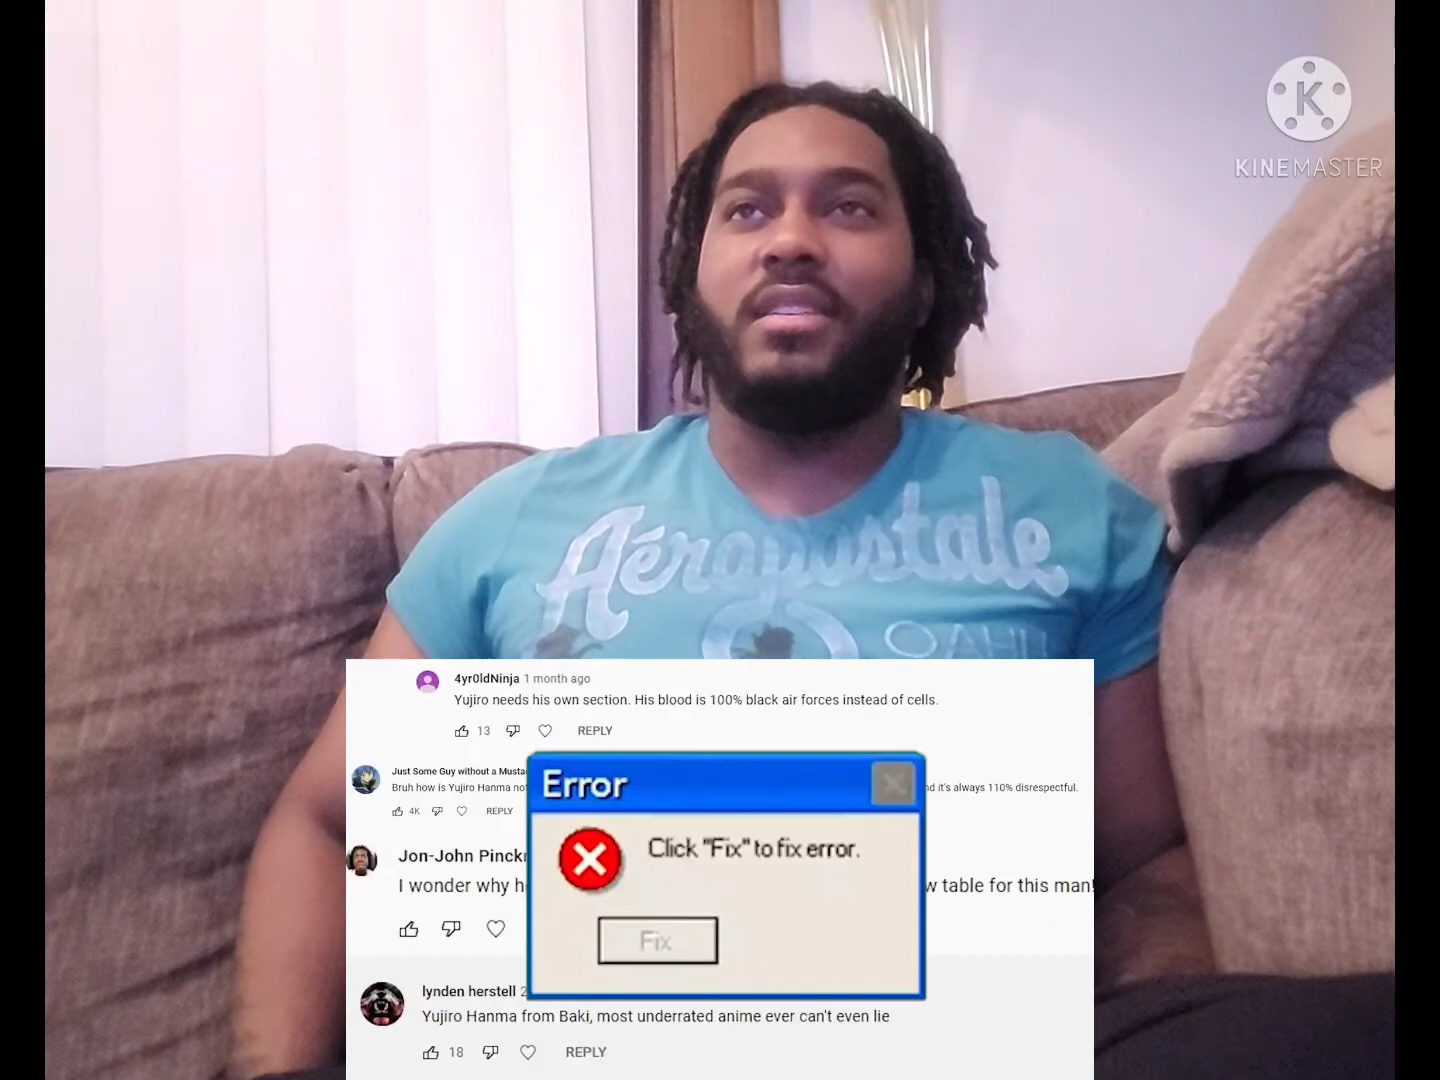 K
KINEMASTER
Aéropostale
OAHU
4yr0ldNinja 1 month ago
Yujiro needs his own section. His blood is 100% black air forces instead of cells.
13 REPLY
Just Some Guy without a
Bruh how is Yujiro Hanma it's always 110% disrespectful.
4K REPLY
Error
Click "Fix" to fix error.
Fix
Jon-John
I wonder why table for this man!
lynden herstell
Yujiro Hanma from Baki, most underrated anime ever can't even lie
18 REPLY